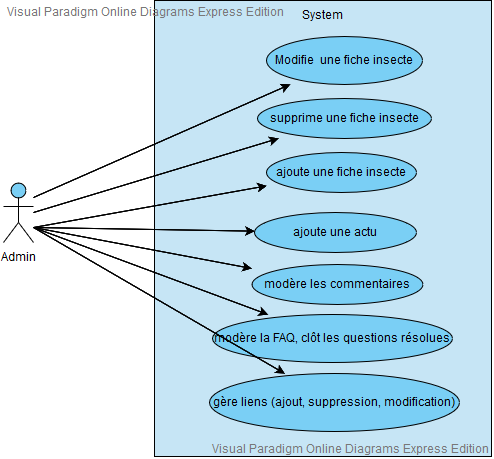 Visual Paradigm Online Diagrams Express Edition
System
Modifie une fiche insecte
supprime une fiche insecte
ajoute une fiche insecte
ajoute une actu
Admin
modère les commentaires
modère la FAQ, clôt les questions résolues
gère liens (ajout, suppression, modification)
Visual Paradigm Online Diagrams Express Edition